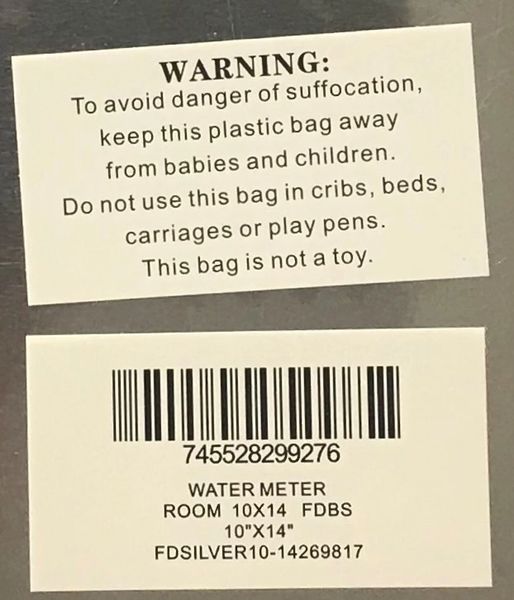 WARNING:
To avoid danger of suffocation,
keep this plastic bag away
from babies and children.
Do not use this bag in cribs, beds,
carriages or play pens.
This bag is not a toy.
745528299276
WATER METER
ROOM 10X14 FDBS
10"X14"
FDSILVER10-14269817